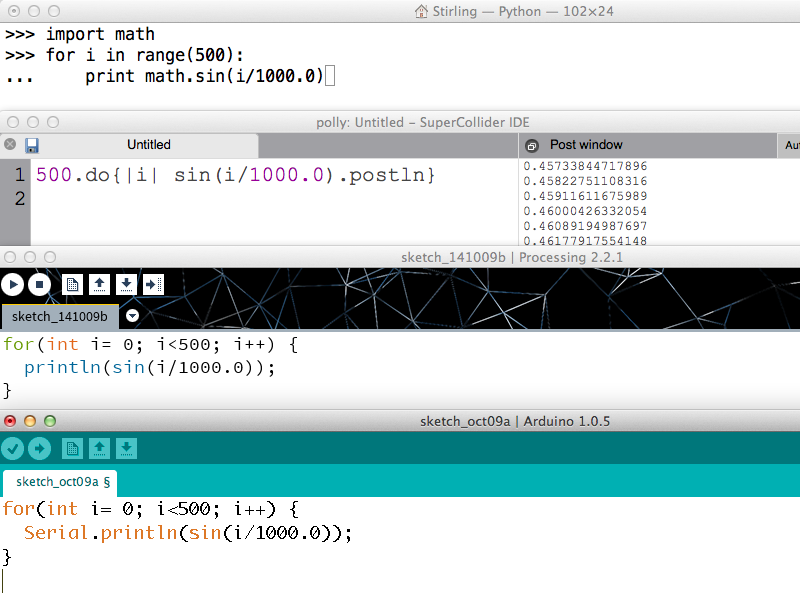 Stirling — Python — 102×24
>>> import math
>>> for i in range(500):
...     print math.sin(i/1000.0)
polly: Untitled – SuperCollider IDE
Untitled
Post window
Au
1 500.do{|i| sin(i/1000.0).postln}
2
0.45733844717896
0.45822751108316
0.45911611675989
0.46000426332054
0.46089194987697
0.46177917554148
sketch_141009b | Processing 2.2.1
sketch_141009b
for(int i= 0; i<500; i++) {
  println(sin(i/1000.0));
}
sketch_oct09a | Arduino 1.0.5
sketch_oct09a §
for(int i= 0; i<500; i++) {
  Serial.println(sin(i/1000.0));
}